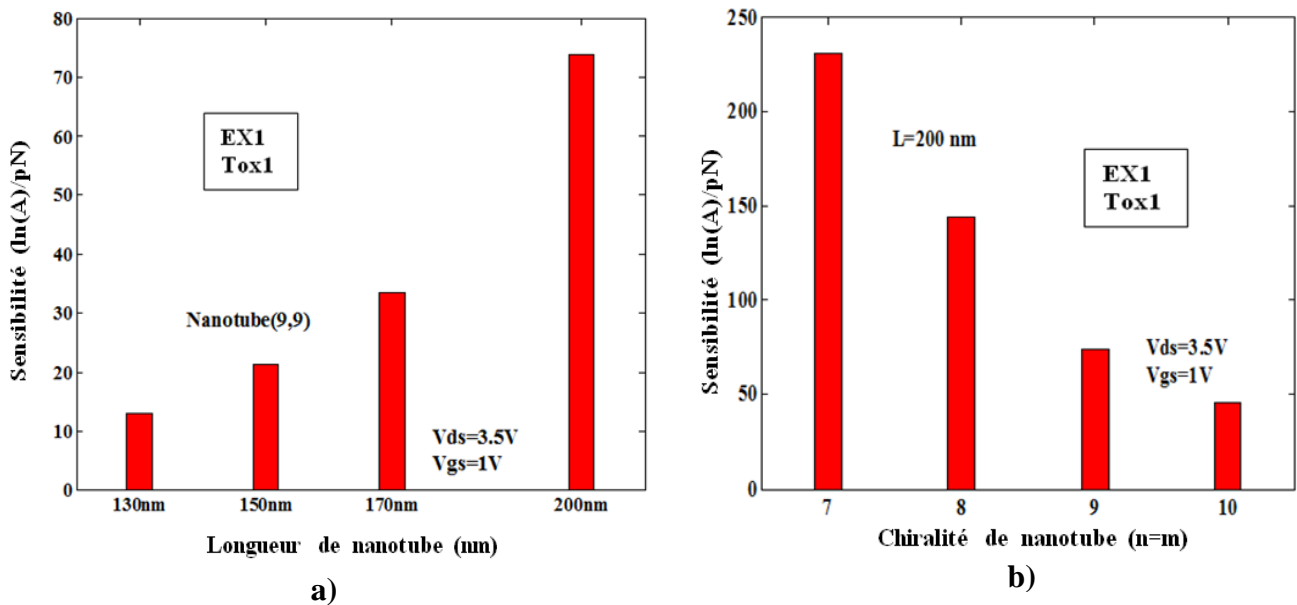 80
70
60
50
40
30
20
10
0
Sensibilité (ln(A)/pN)
EX1
Tox1
Nanotube(9,9)
Vds=3.5V
Vgs=1V
130nm 150nm 170nm 200nm
Longueur de nanotube (nm)
a)
250
200
150
100
50
0
Sensibilité (ln(A)/pN)
L=200 nm
EX1
Tox1
Vds=3.5V
Vgs=1V
7 8 9 10
Chiralité de nanotube (n=m)
b)